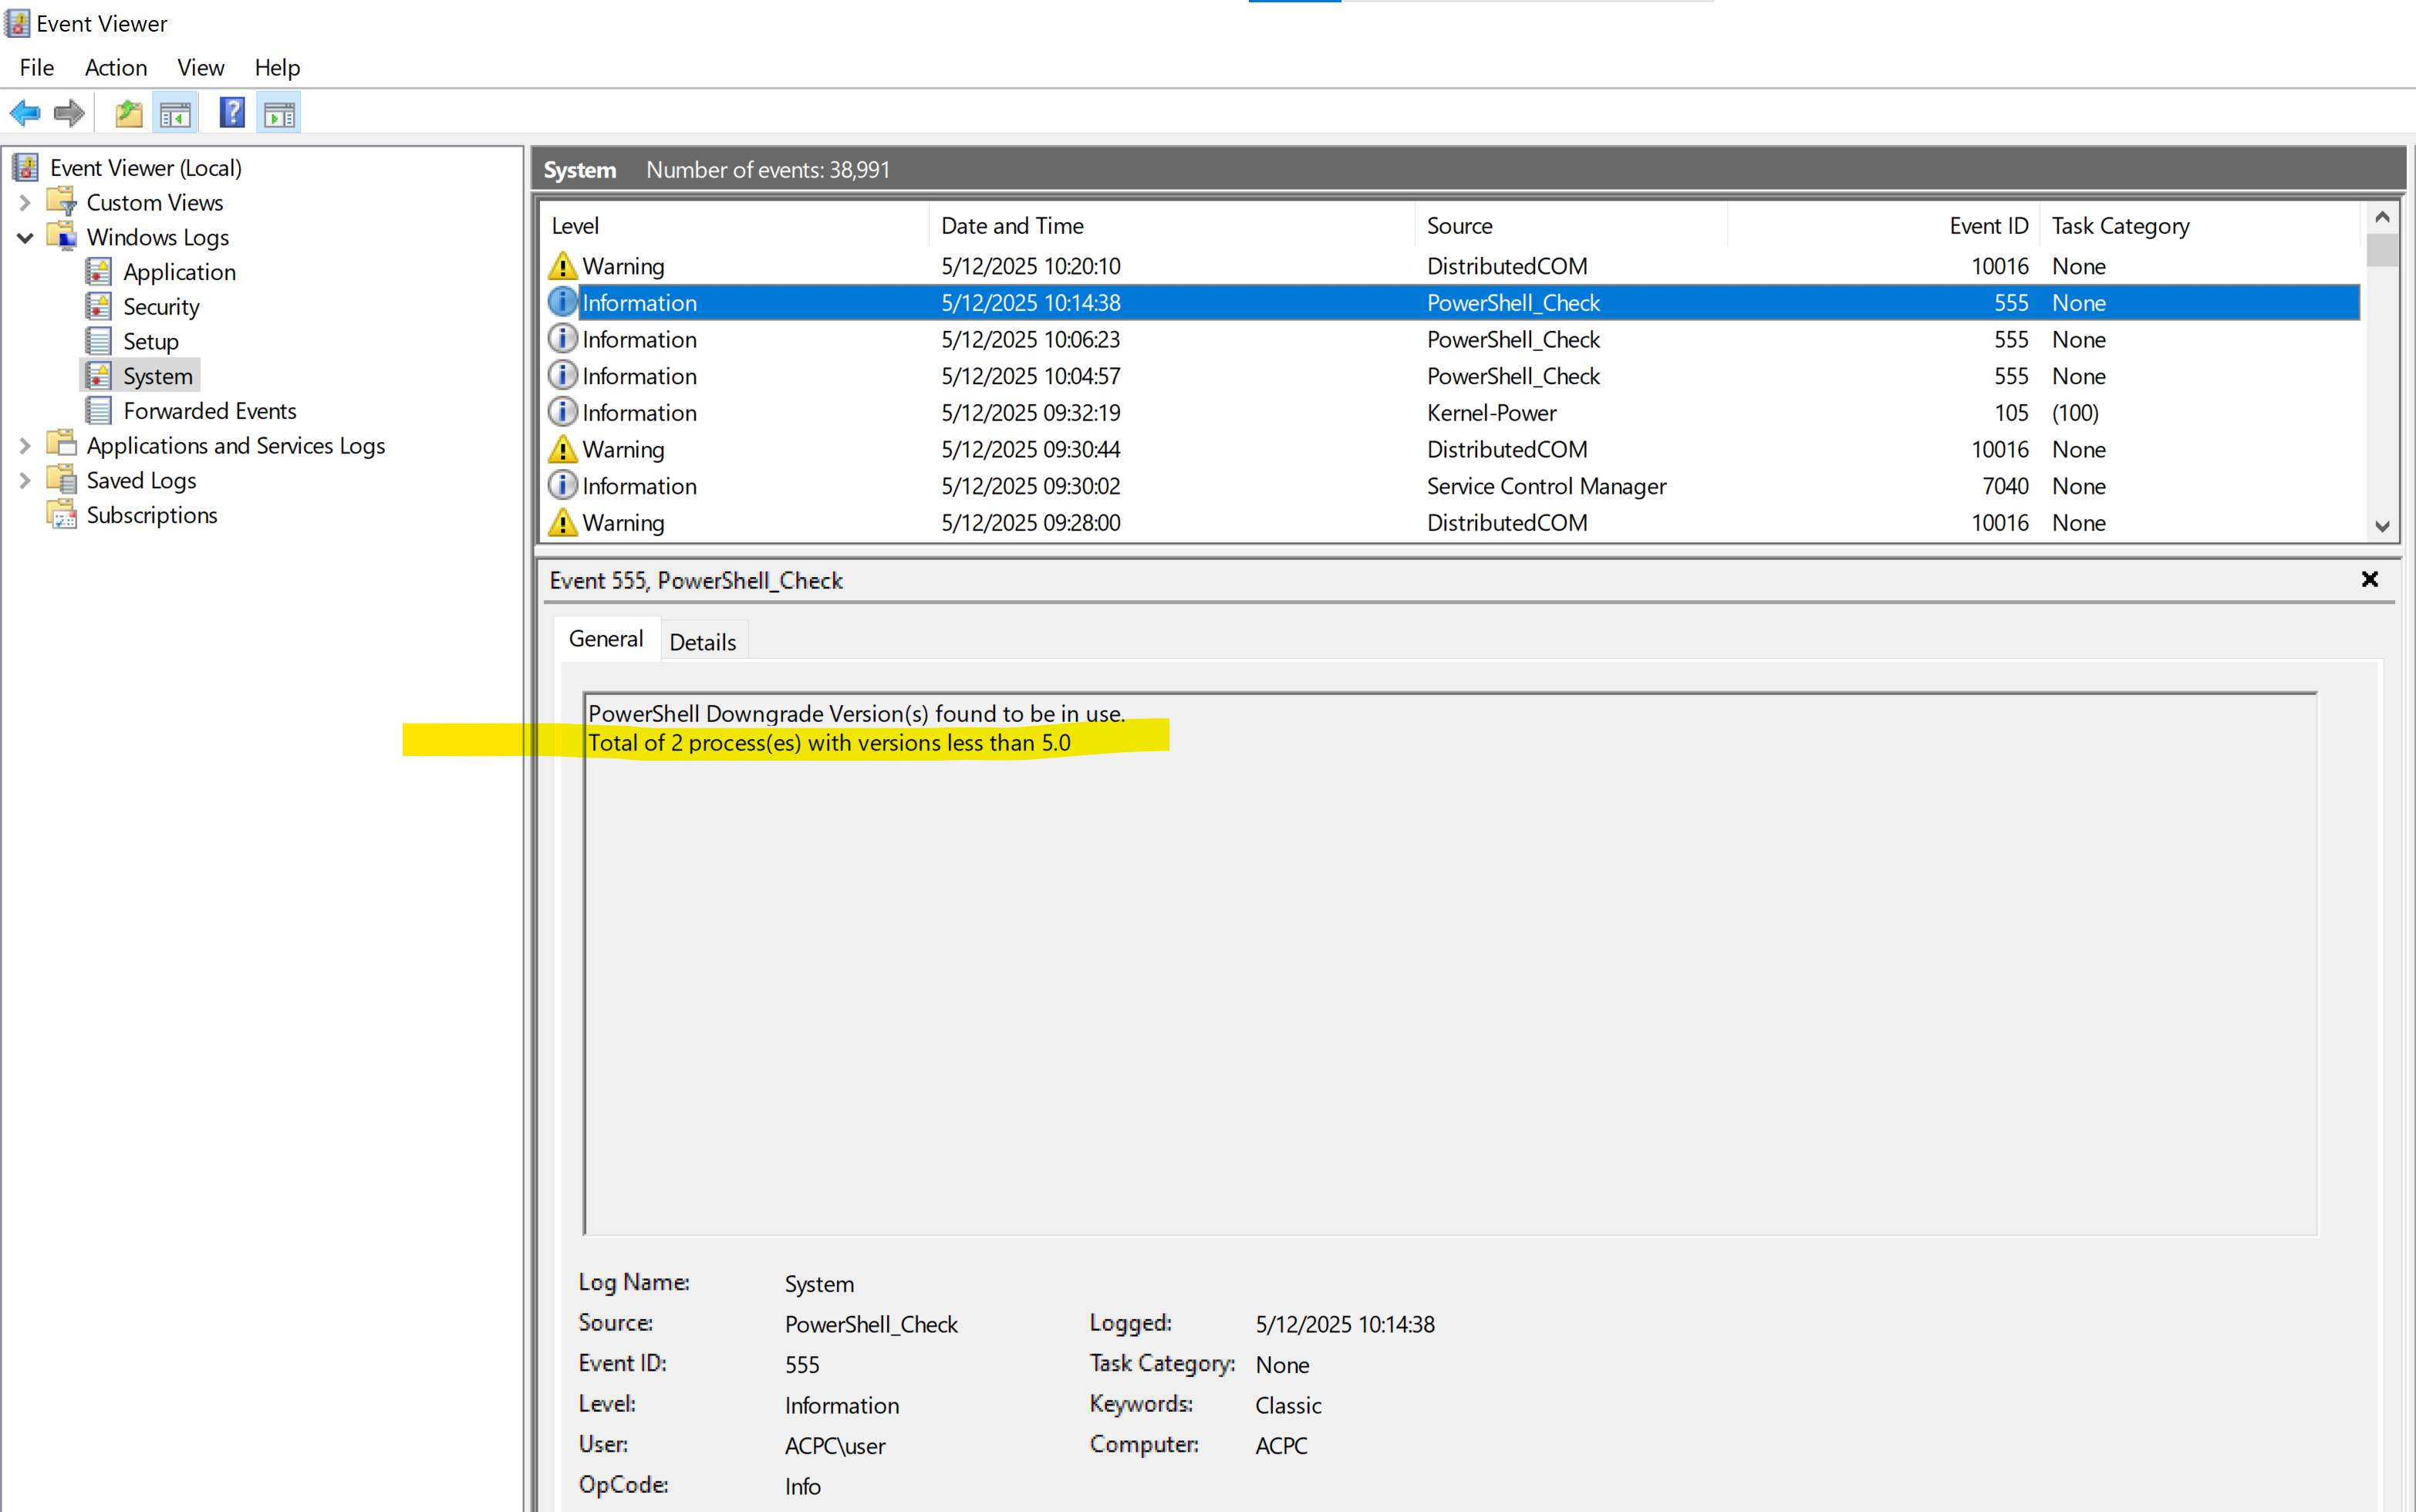 Event Viewer
File Action View Help
Event Viewer (Local)
Custom Views
Windows Logs
Application
Security
Setup
System
Forwarded Events
Applications and Services Logs
Saved Logs
Subscriptions
System Number of events: 38,991
Level Date and Time Source Event ID Task Category
Warning 5/12/2025 10:20:10 DistributedCOM 10016 None
Information 5/12/2025 10:14:38 PowerShell_Check 555 None
Information 5/12/2025 10:06:23 PowerShell_Check 555 None
Information 5/12/2025 10:04:57 PowerShell_Check 555 None
Information 5/12/2025 09:32:19 Kernel-Power 105 (100)
Warning 5/12/2025 09:30:44 DistributedCOM 10016 None
Information 5/12/2025 09:30:02 Service Control Manager 7040 None
Warning 5/12/2025 09:28:00 DistributedCOM 10016 None
Event 555, PowerShell_Check
General Details
PowerShell Downgrade Version(s) found to be in use.
Total of 2 process(es) with versions less than 5.0
Log Name: System
Source: PowerShell_Check Logged: 5/12/2025 10:14:38
Event ID: 555 Task Category: None
Level: Information Keywords: Classic
User: ACPC\user Computer: ACPC
OpCode: Info